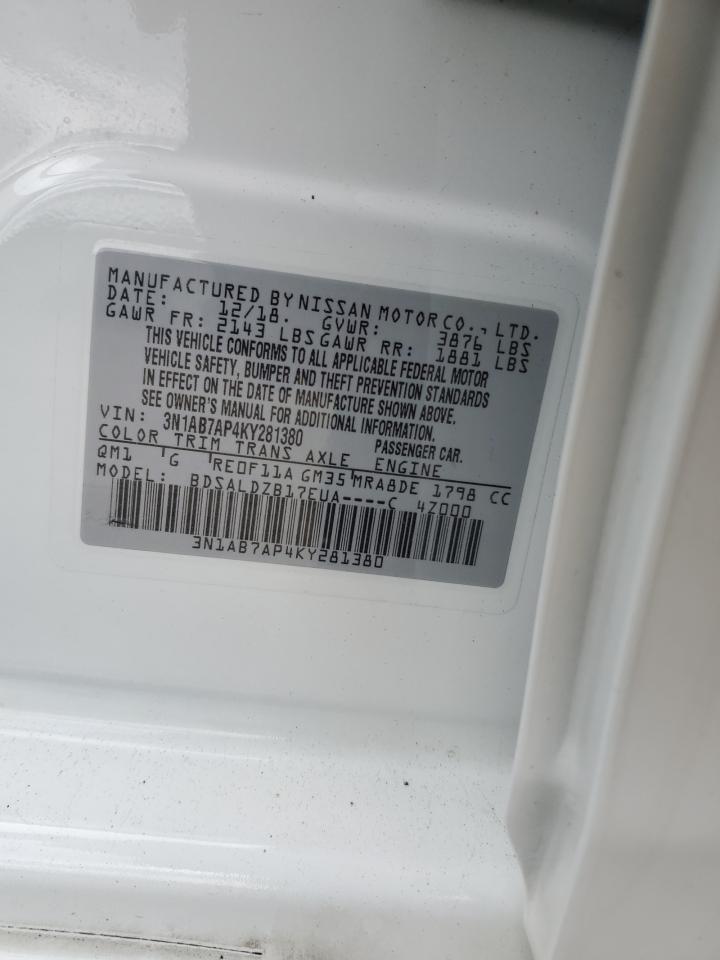 MANUFACTURED BY NISSAN MOTOR CO., LTD.
DATE: 12/18. GVWR: 3876 LBS
GAWR FR: 2143 LBS GAWR RR: 1881 LBS
THIS VEHICLE CONFORMS TO ALL APPLICABLE FEDERAL MOTOR
VEHICLE SAFETY, BUMPER AND THEFT PREVENTION STANDARDS
IN EFFECT ON THE DATE OF MANUFACTURE SHOWN ABOVE.
SEE OWNER'S MANUAL FOR ADDITIONAL INFORMATION.
VIN: 3N1AB7AP4KY281380 PASSENGER CAR.
COLOR TRIM TRANS AXLE ENGINE
QM1 G RE0F11A GM35 MRA8DE 1798 CC
MODEL: BDSALDZB17EUA----C 4Z000
3N1AB7AP4KY281380